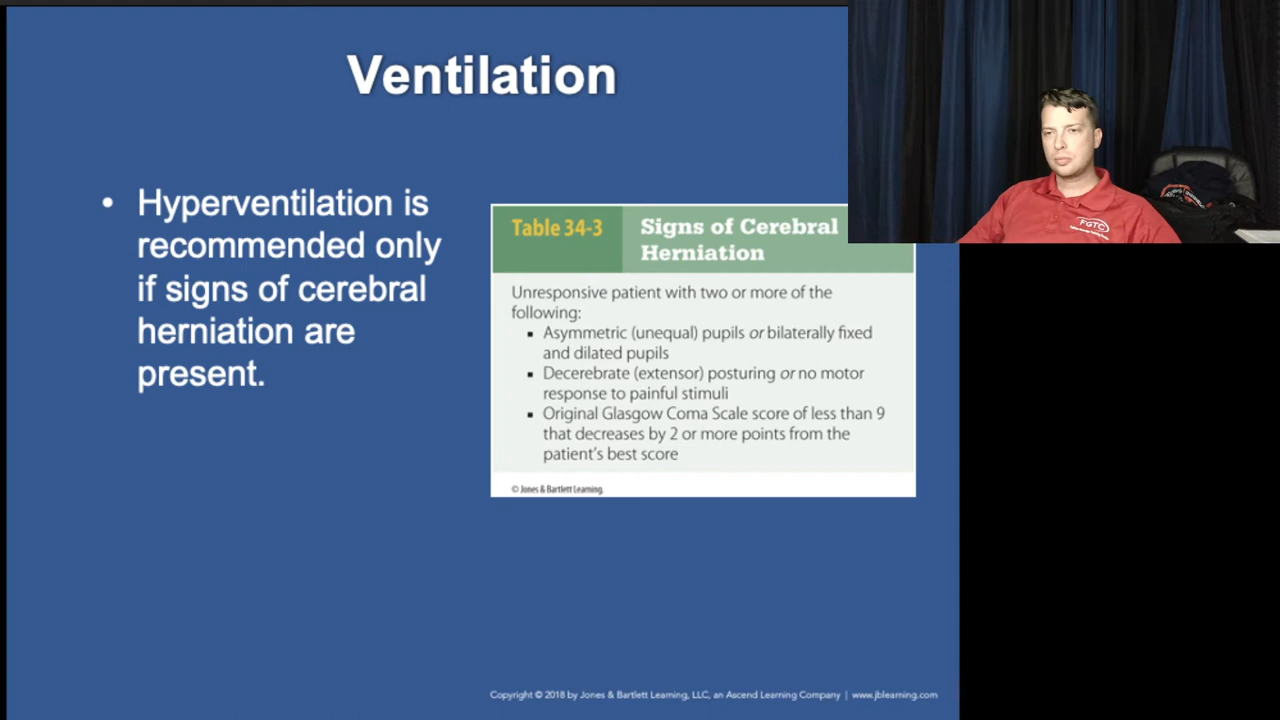 Ventilation
• Hyperventilation is
recommended only
if signs of cerebral
herniation are
present.
Table 34-3
Signs of Cerebral
Herniation
Unresponsive patient with two or more of the
following:
▪ Asymmetric (unequal) pupils or bilaterally fixed
and dilated pupils
▪ Decerebrate (extensor) posturing or no motor
response to painful stimuli
▪ Original Glasgow Coma Scale score of less than 9
that decreases by 2 or more points from the
patient's best score
© Jones & Bartlett Learning.
FGTC
Copyright © 2018 by Jones & Bartlett Learning, LLC, an Ascend Learning Company | www.jblearning.com